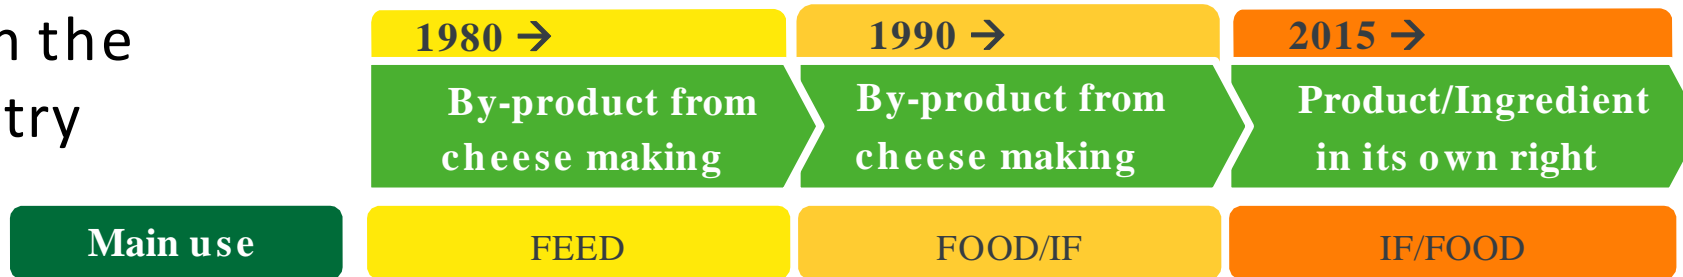 n the
try
1980 →
1990 →
2015 →
By-product from
cheese making
By-product from
cheese making
Product/Ingredient
in its own right
Main use
FEED
FOOD/IF
IF/FOOD